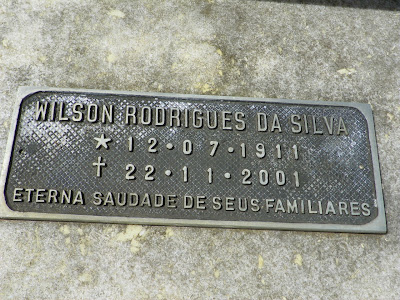 WILSON RODRIGUES DA SILVA
★ 12·07·1911
✝ 22·11·2001
ETERNA SAUDADE DE SEUS FAMILIARES